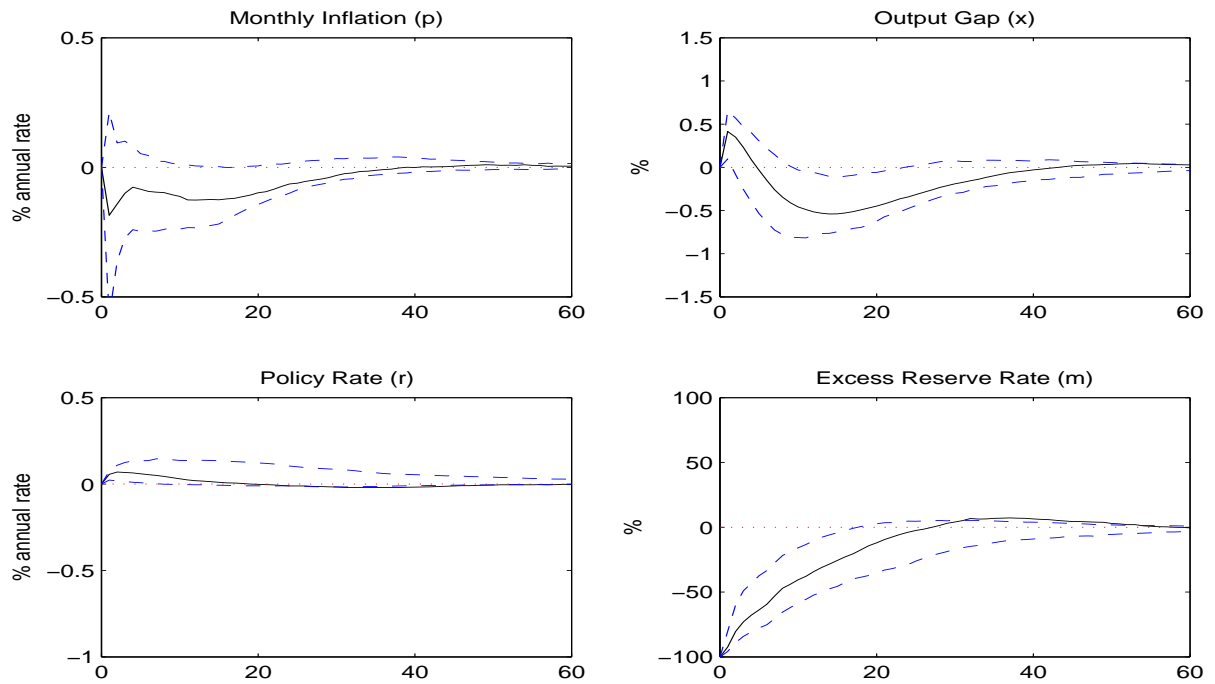 Monthly Inflation (p)
0.5
0
−0.5
% annual rate
0 20 40 60
Output Gap (x)
1.5
1
0.5
0
−0.5
−1
−1.5
%
0 20 40 60
Policy Rate (r)
0.5
0
−0.5
−1
% annual rate
0 20 40 60
Excess Reserve Rate (m)
100
50
0
−50
−100
%
0 20 40 60